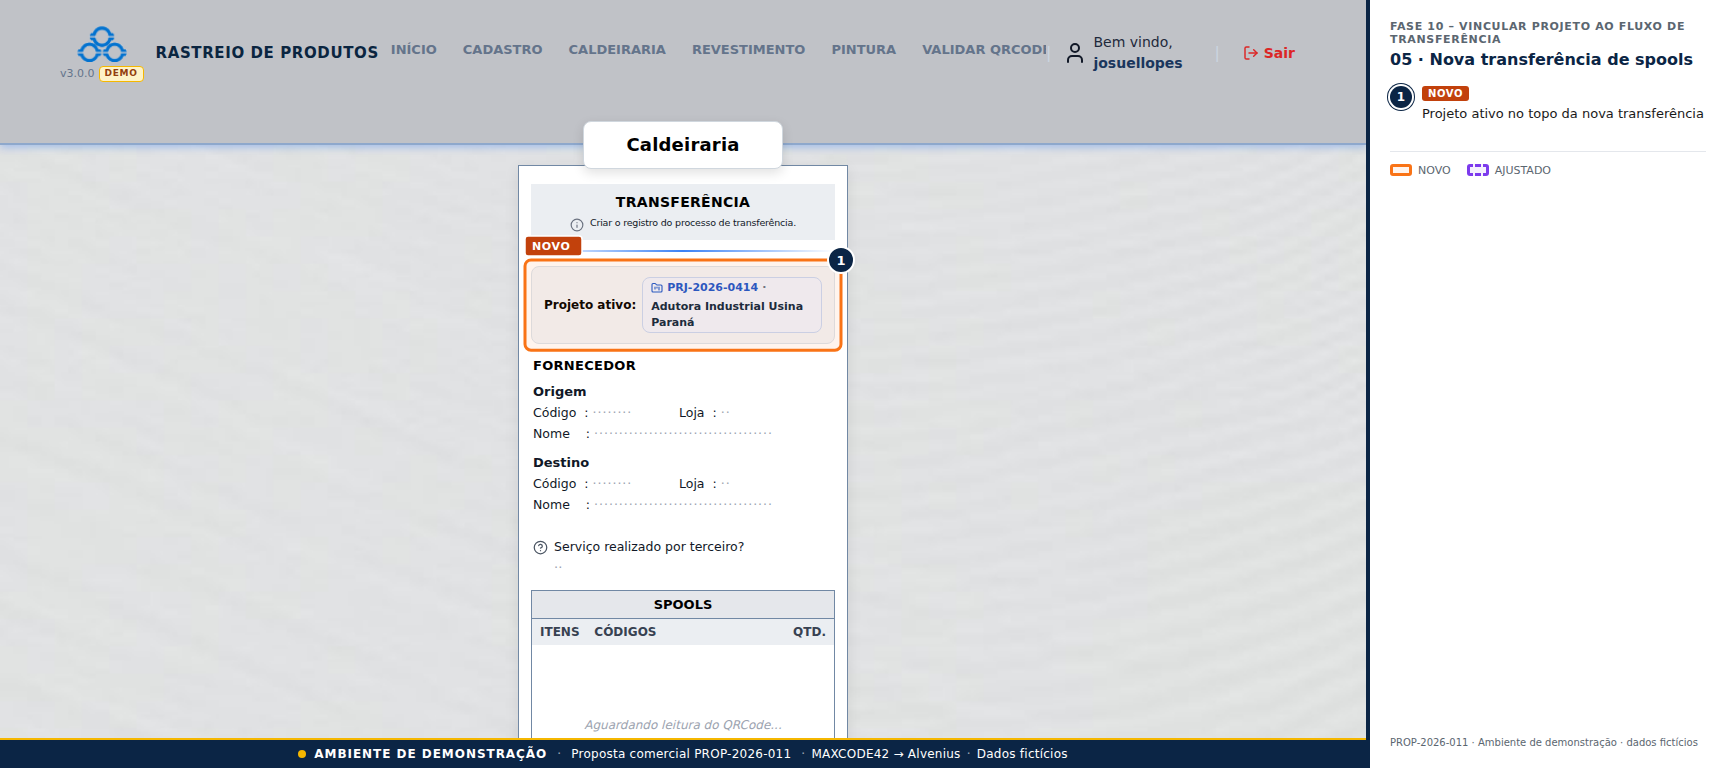 RASTREIO DE PRODUTOS
v3.0.0 DEMO
INÍCIO CADASTRO CALDEIRARIA REVESTIMENTO PINTURA VALIDAR QRCOD
Bem vindo,
josuellopes
Sair
Caldeiraria
TRANSFERÊNCIA
Criar o registro do processo de transferência.
NOVO
1
Projeto ativo:
PRJ-2026-0414 ·
Adutora Industrial Usina
Paraná
FORNECEDOR
Origem
Código : ········ Loja : ··
Nome : ····································
Destino
Código : ········ Loja : ··
Nome : ····································
Serviço realizado por terceiro?
··
SPOOLS
ITENS CÓDIGOS QTD.
Aguardando leitura do QRCode...
AMBIENTE DE DEMONSTRAÇÃO · Proposta comercial PROP-2026-011 · MAXCODE42 → Alvenius · Dados fictícios
FASE 10 – VINCULAR PROJETO AO FLUXO DE
TRANSFERÊNCIA
05 · Nova transferência de spools
1
NOVO
Projeto ativo no topo da nova transferência
NOVO AJUSTADO
PROP-2026-011 · Ambiente de demonstração · dados fictícios